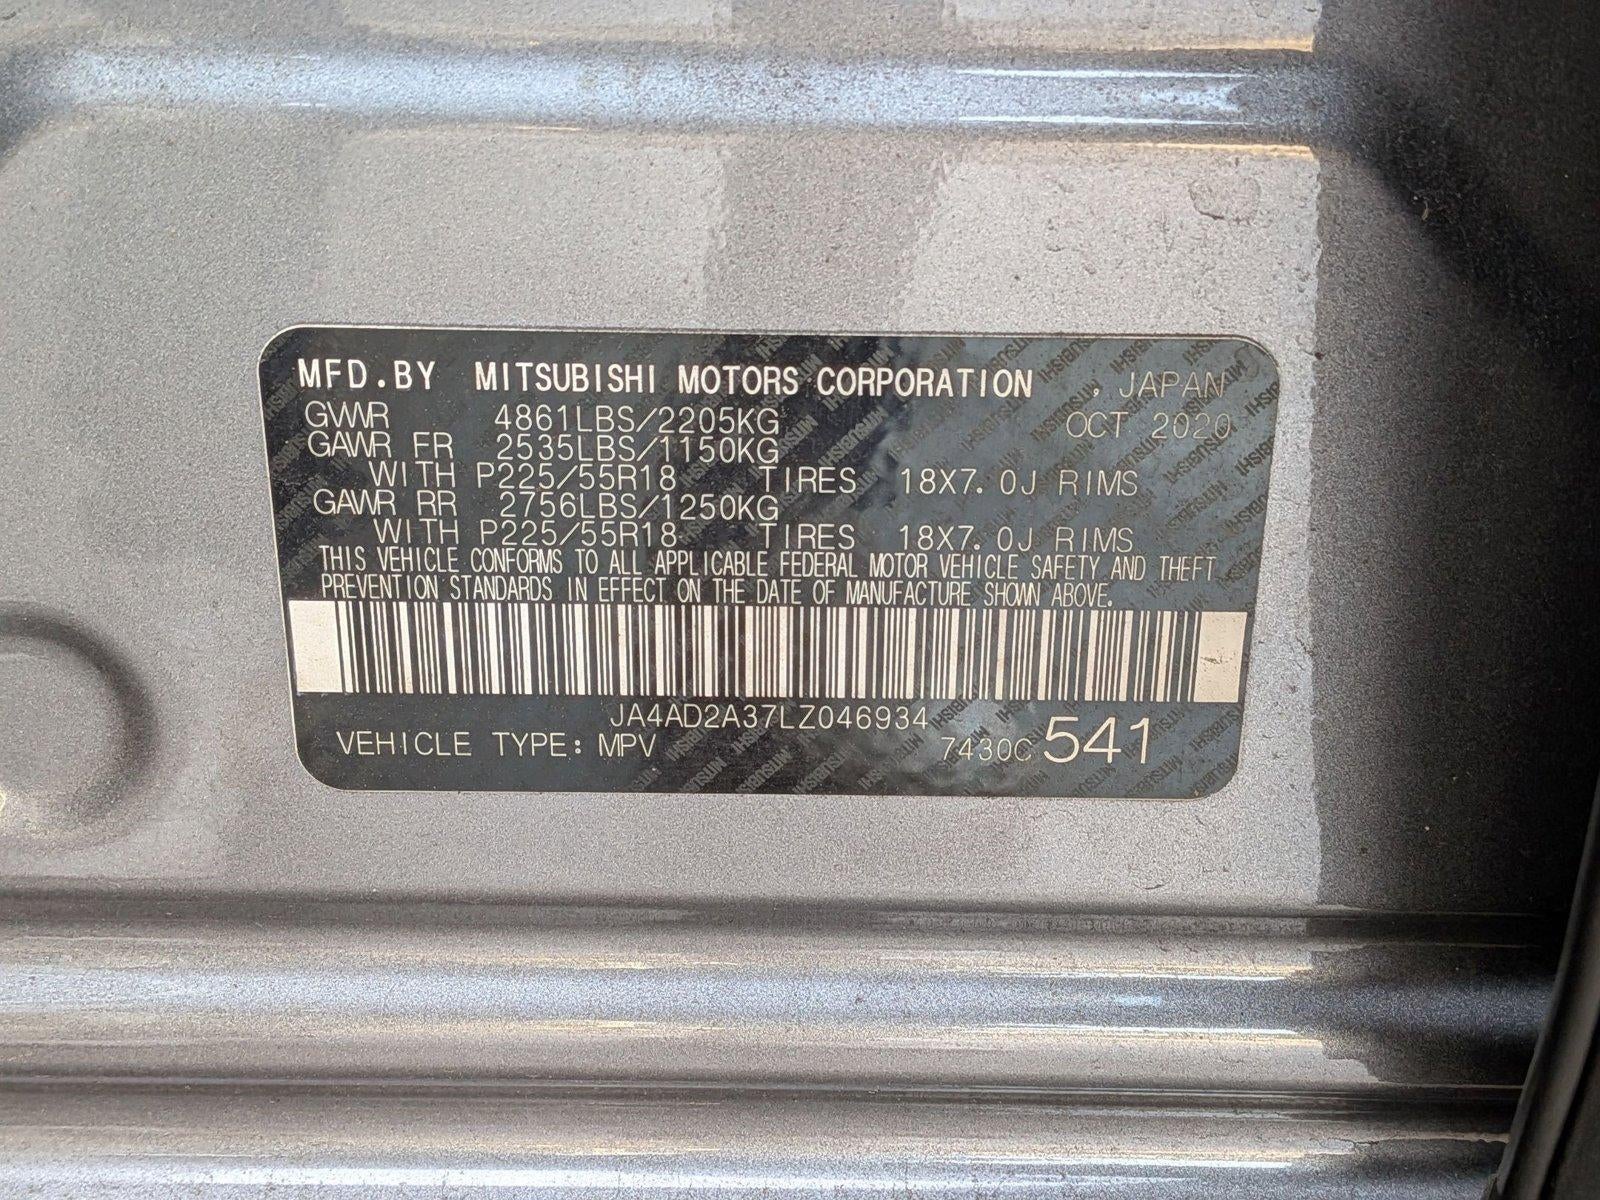 MFD.BY MITSUBISHI MOTORS CORPORATION , JAPAN
GVWR 4861LBS/2205KG OCT 2020
GAWR FR 2535LBS/1150KG
WITH P225/55R18 TIRES 18X7.0J RIMS
GAWR RR 2756LBS/1250KG
WITH P225/55R18 TIRES 18X7.0J RIMS
THIS VEHICLE CONFORMS TO ALL APPLICABLE FEDERAL MOTOR VEHICLE SAFETY AND THEFT
PREVENTION STANDARDS IN EFFECT ON THE DATE OF MANUFACTURE SHOWN ABOVE.
JA4AD2A37LZ046934
VEHICLE TYPE: MPV 7430C 541